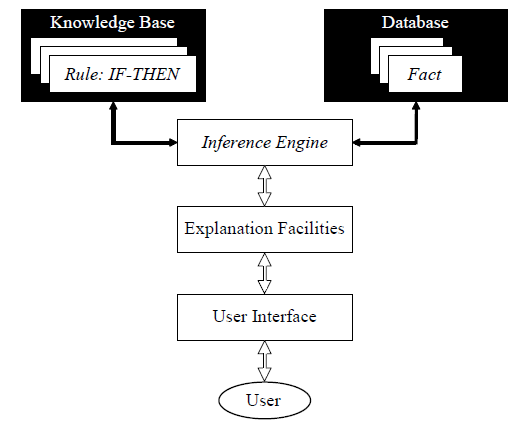 Knowledge Base
Database
Rule: IF-THEN
Fact
Inference Engine
Explanation Facilities
User Interface
User